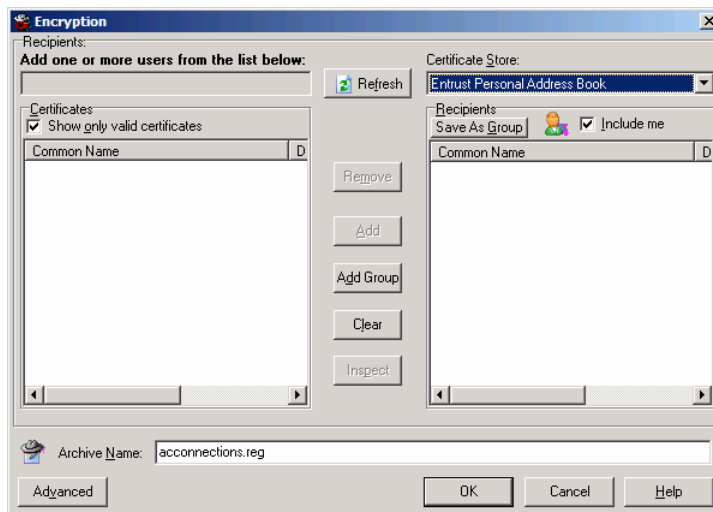 Encryption
Recipients:
Add one or more users from the list below:
Certificate Store:
Refresh
Entrust Personal Address Book
Certificates
Show only valid certificates
Recipients
Save As Group
Include me
Common Name D
Common Name D
Remove
Add
Add Group
Clear
Inspect
Archive Name: acconnections.reg
Advanced
OK
Cancel
Help